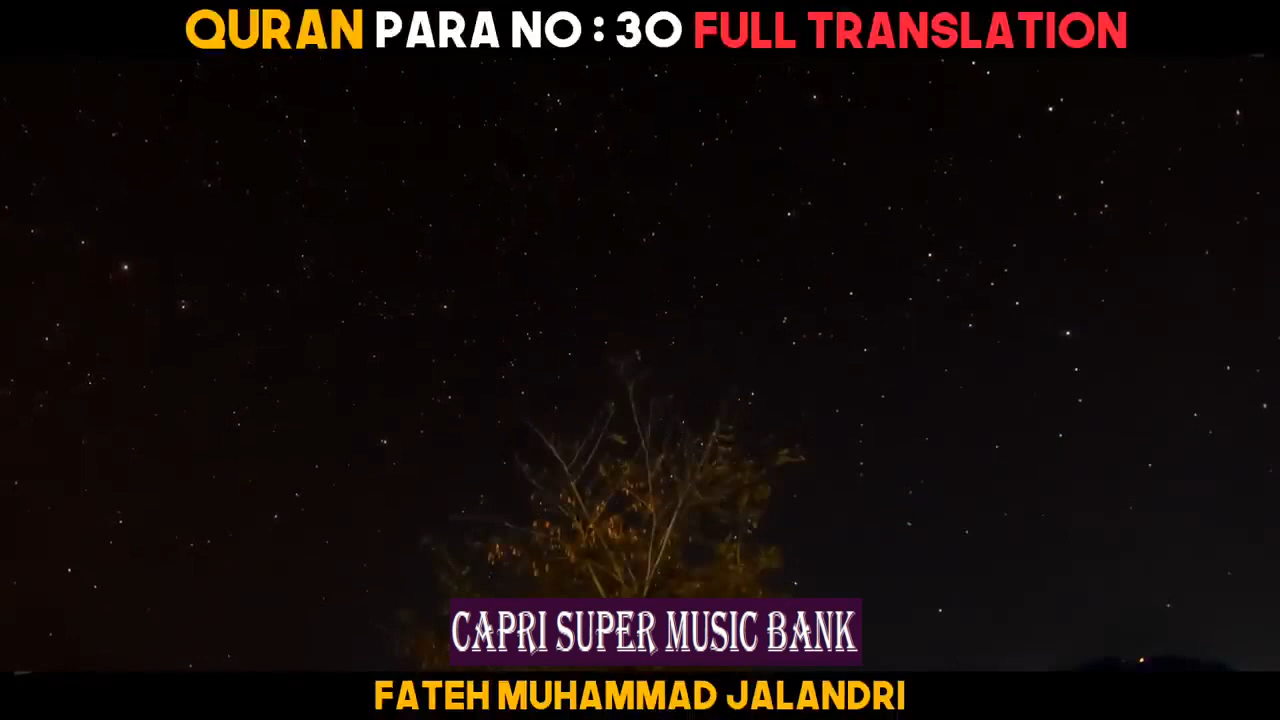 QURAN PARA NO : 30 FULL TRANSLATION
CAPRI SUPER MUSIC BANK
FATEH MUHAMMAD JALANDRI